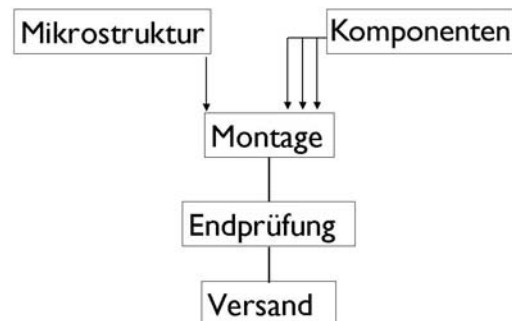 Mikrostruktur
Komponenten
Montage
Endprüfung
Versand